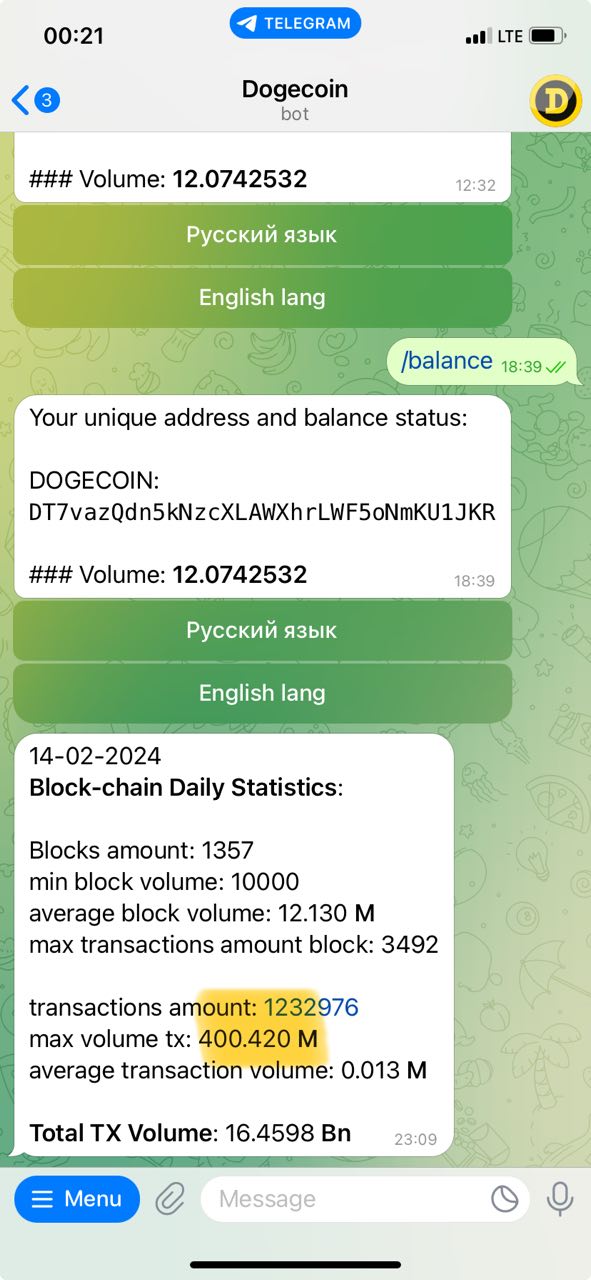 00:21
TELEGRAM
LTE
3
Dogecoin
bot
D
### Volume: 12.0742532
12:32
Русский язык
English lang
/balance 18:39
Your unique address and balance status:
DOGECOIN:
DT7vazQdn5kNzcXLAWXhrLWF5oNmKU1JKR
### Volume: 12.0742532
18:39
Русский язык
English lang
14-02-2024
Block-chain Daily Statistics:
Blocks amount: 1357
min block volume: 10000
average block volume: 12.130 M
max transactions amount block: 3492
transactions amount: 1232976
max volume tx: 400.420 M
average transaction volume: 0.013 M
Total TX Volume: 16.4598 Bn
23:09
Menu
Message